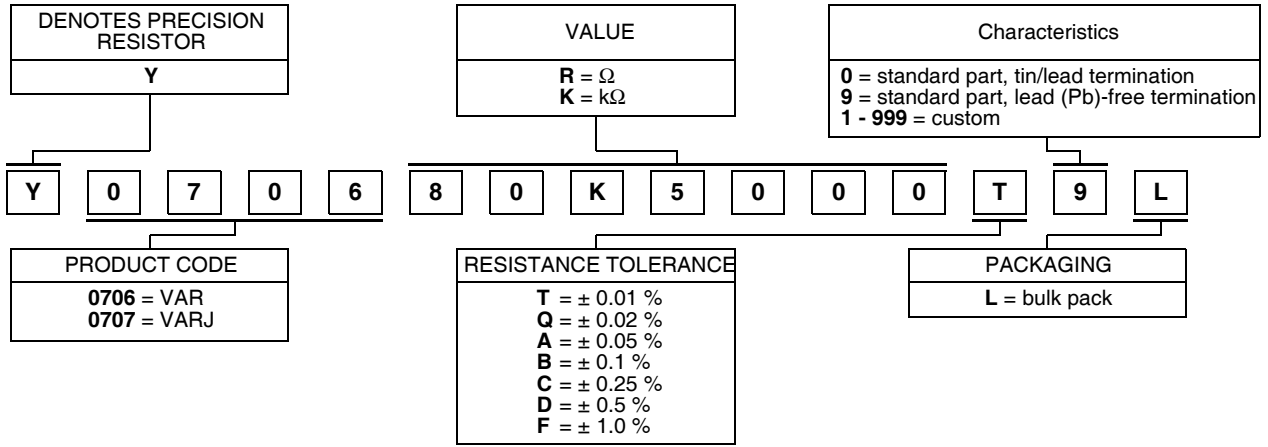 DENOTES PRECISION
RESISTOR
Y
VALUE
R = Ω
K = kΩ
Characteristics
0 = standard part, tin/lead termination
9 = standard part, lead (Pb)-free termination
1 - 999 = custom
Y 0 7 0 6 8 0 K 5 0 0 0 T 9 L
PRODUCT CODE
0706 = VAR
0707 = VARJ
RESISTANCE TOLERANCE
T = ± 0.01 %
Q = ± 0.02 %
A = ± 0.05 %
B = ± 0.1 %
C = ± 0.25 %
D = ± 0.5 %
F = ± 1.0 %
PACKAGING
L = bulk pack